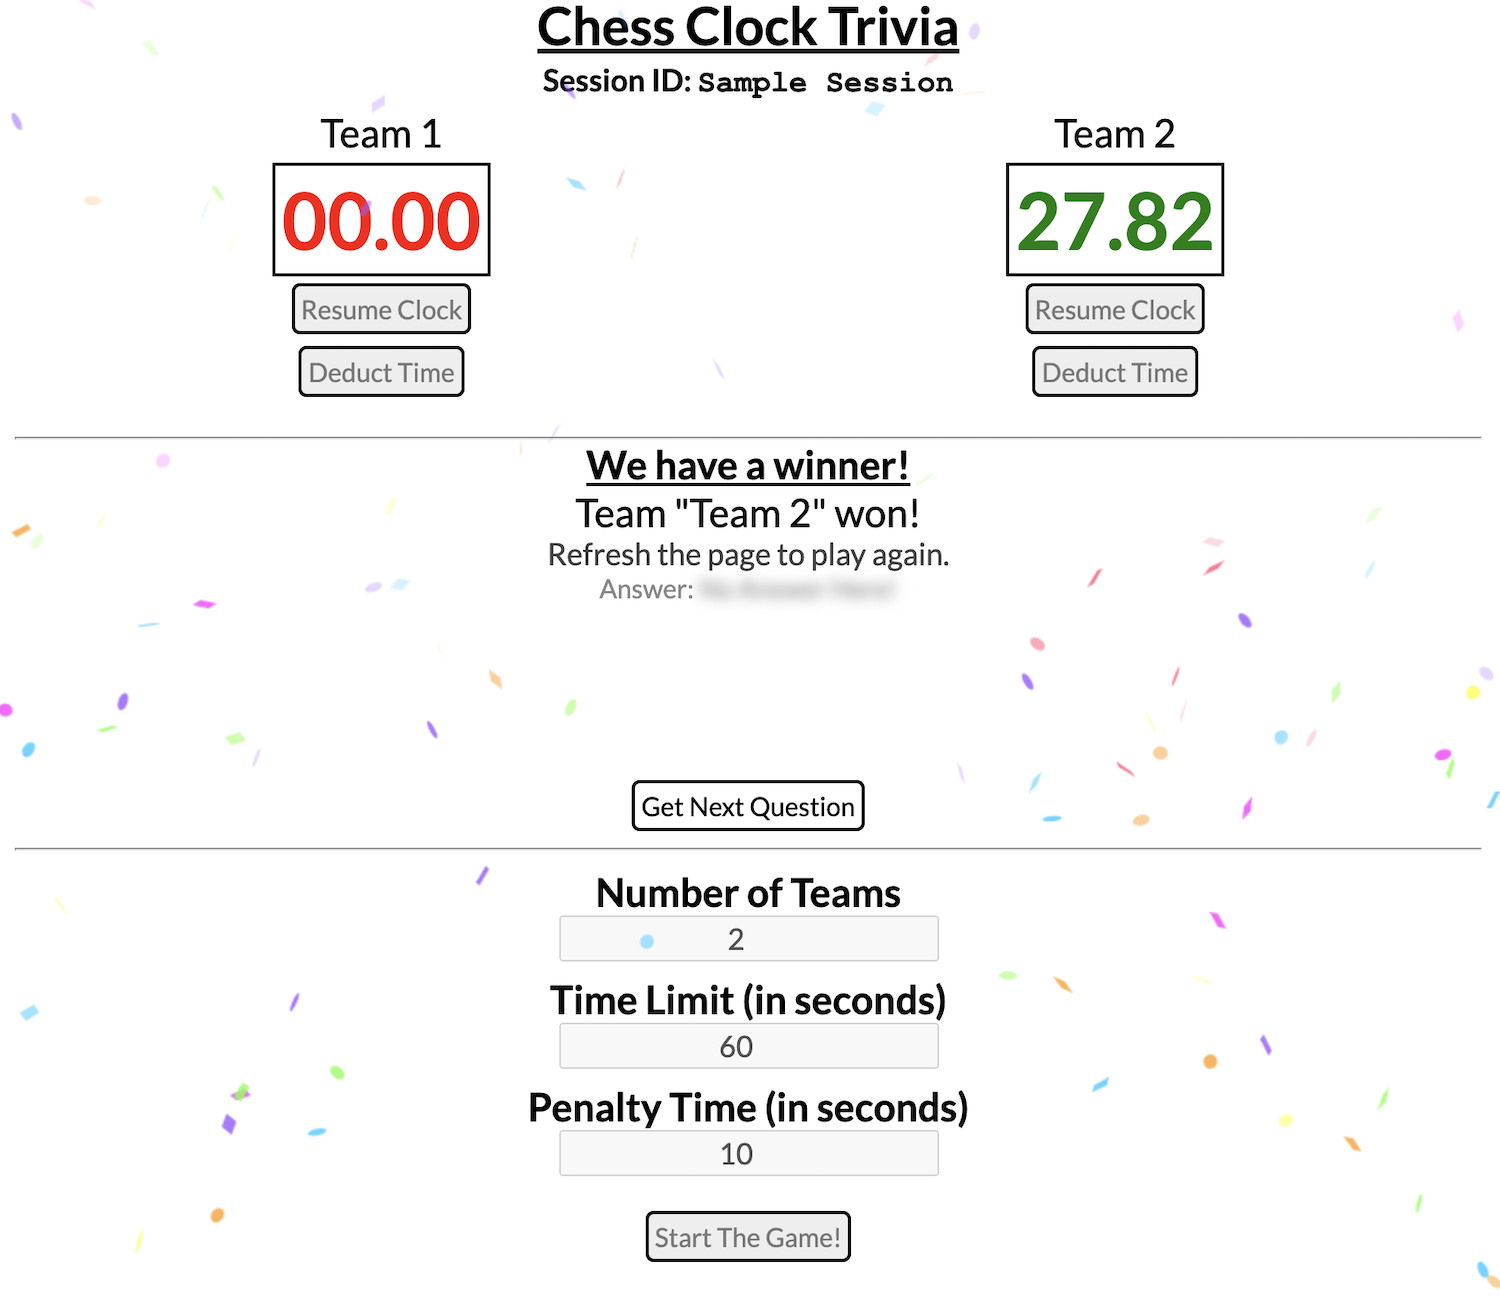 Chess Clock Trivia
Session ID: Sample Session
Team 1
Team 2
00.00
27.82
Resume Clock
Resume Clock
Deduct Time
Deduct Time
We have a winner!
Team "Team 2" won!
Refresh the page to play again.
Answer:
Get Next Question
Number of Teams
2
Time Limit (in seconds)
60
Penalty Time (in seconds)
10
Start The Game!